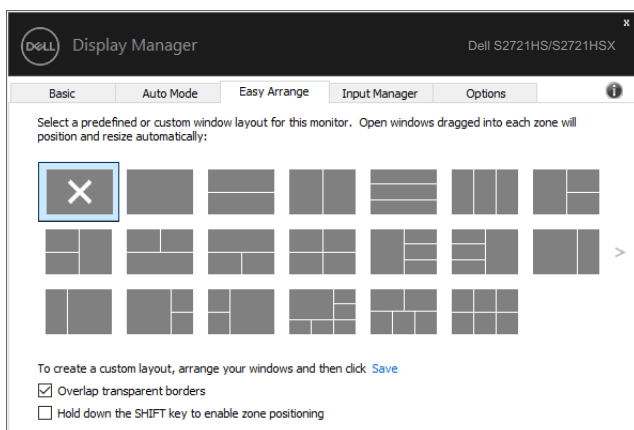 x
DELL Display Manager Dell S2721HS/S2721HSX
Basic Auto Mode Easy Arrange Input Manager Options
Select a predefined or custom window layout for this monitor. Open windows dragged into each zone will
position and resize automatically:
>
To create a custom layout, arrange your windows and then click Save
Overlap transparent borders
Hold down the SHIFT key to enable zone positioning